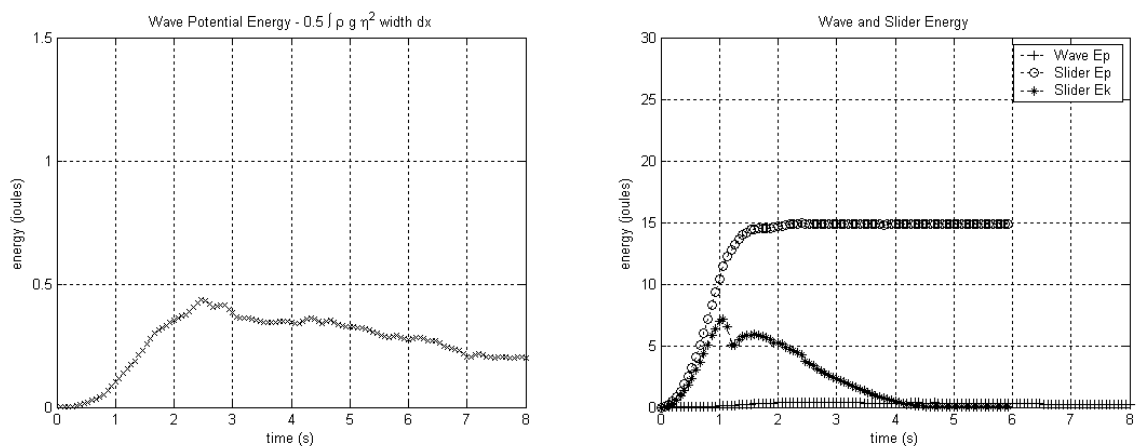 Wave Potential Energy - 0.5 ∫ ρ g η² width dx
1.5
1
0.5
0
energy (joules)
0 1 2 3 4 5 6 7 8
time (s)
Wave and Slider Energy
30
25
20
15
10
5
0
energy (joules)
Wave Ep
Slider Ep
Slider Ek
0 1 2 3 4 5 6 7 8
time (s)